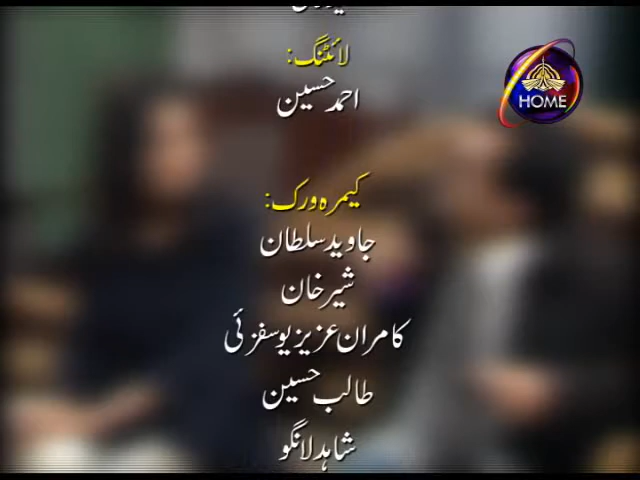 لائٹنگ:
احمد حسین
HOME
کیمرہ ورک:
جاوید سلطان
شیر خان
کامران عزیز یوسفزئی
طالب حسین
شاہد لانگو